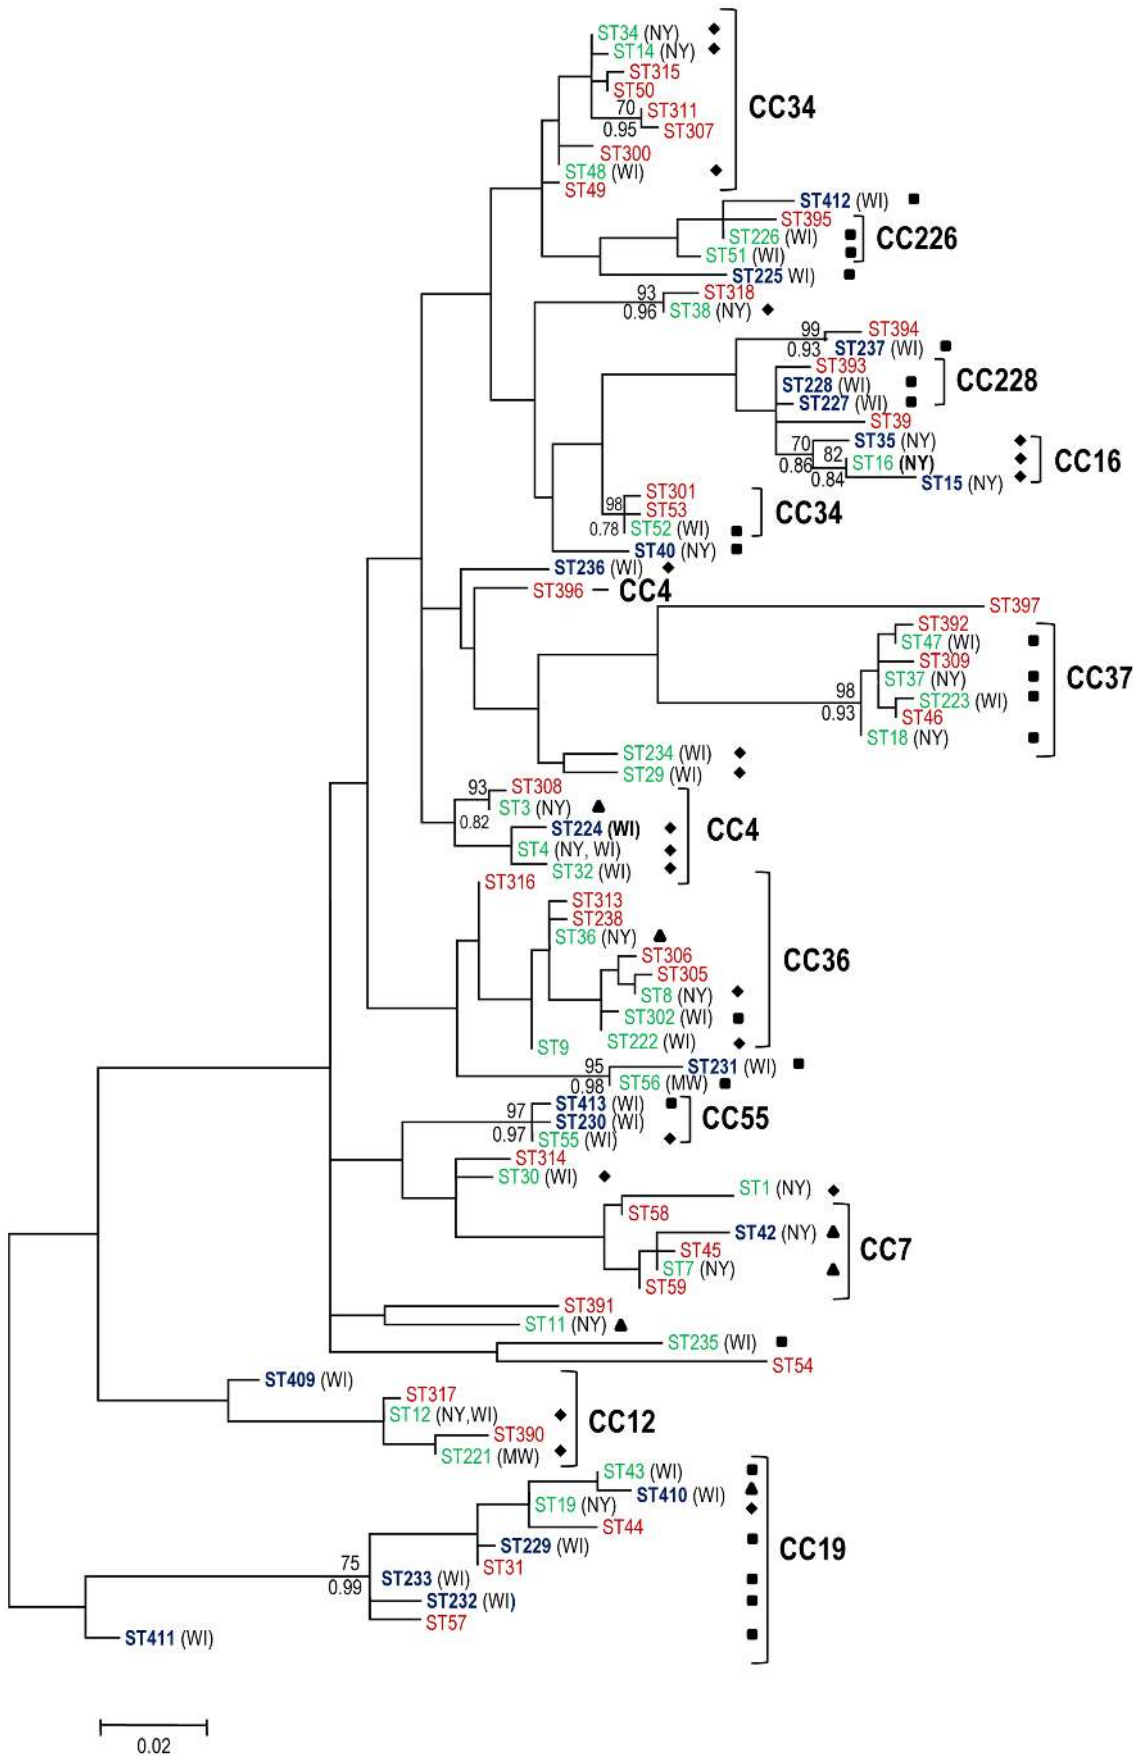 ST34 (NY)
ST14 (NY)
ST315
ST50
70
ST311
0.95
ST307
ST300
ST48 (WI)
ST49
CC34
ST412 (WI)
ST395
ST226 (WI)
ST51 (WI)
CC226
ST225 WI)
93
ST318
0.96
ST38 (NY)
99
ST394
0.93
ST237 (WI)
ST393
ST228 (WI)
ST227 (WI)
CC228
ST39
70
ST35 (NY)
0.86
82
ST16 (NY)
0.84
ST15 (NY)
CC16
ST301
98
ST53
0.78
ST52 (WI)
CC34
ST40 (NY)
ST236 (WI)
ST396
CC4
ST397
ST392
ST47 (WI)
ST309
ST37 (NY)
98
0.93
ST223 (WI)
ST46
ST18 (NY)
CC37
ST234 (WI)
ST29 (WI)
93
ST308
0.82
ST3 (NY)
ST224 (WI)
ST4 (NY, WI)
ST32 (WI)
CC4
ST316
ST313
ST238
ST36 (NY)
ST306
ST305
ST8 (NY)
ST302 (WI)
ST222 (WI)
ST9
CC36
95
ST231 (WI)
0.98
ST56 (MW)
97
ST413 (WI)
ST230 (WI)
0.97
ST55 (WI)
CC55
ST314
ST30 (WI)
ST1 (NY)
ST58
ST42 (NY)
ST45
ST7 (NY)
ST59
CC7
ST391
ST11 (NY)
ST235 (WI)
ST54
ST409 (WI)
ST317
ST12 (NY,WI)
ST390
ST221 (MW)
CC12
ST43 (WI)
ST410 (WI)
ST19 (NY)
ST44
ST229 (WI)
ST31
75
0.99
ST233 (WI)
ST232 (WI)
ST57
ST411 (WI)
CC19
0.02